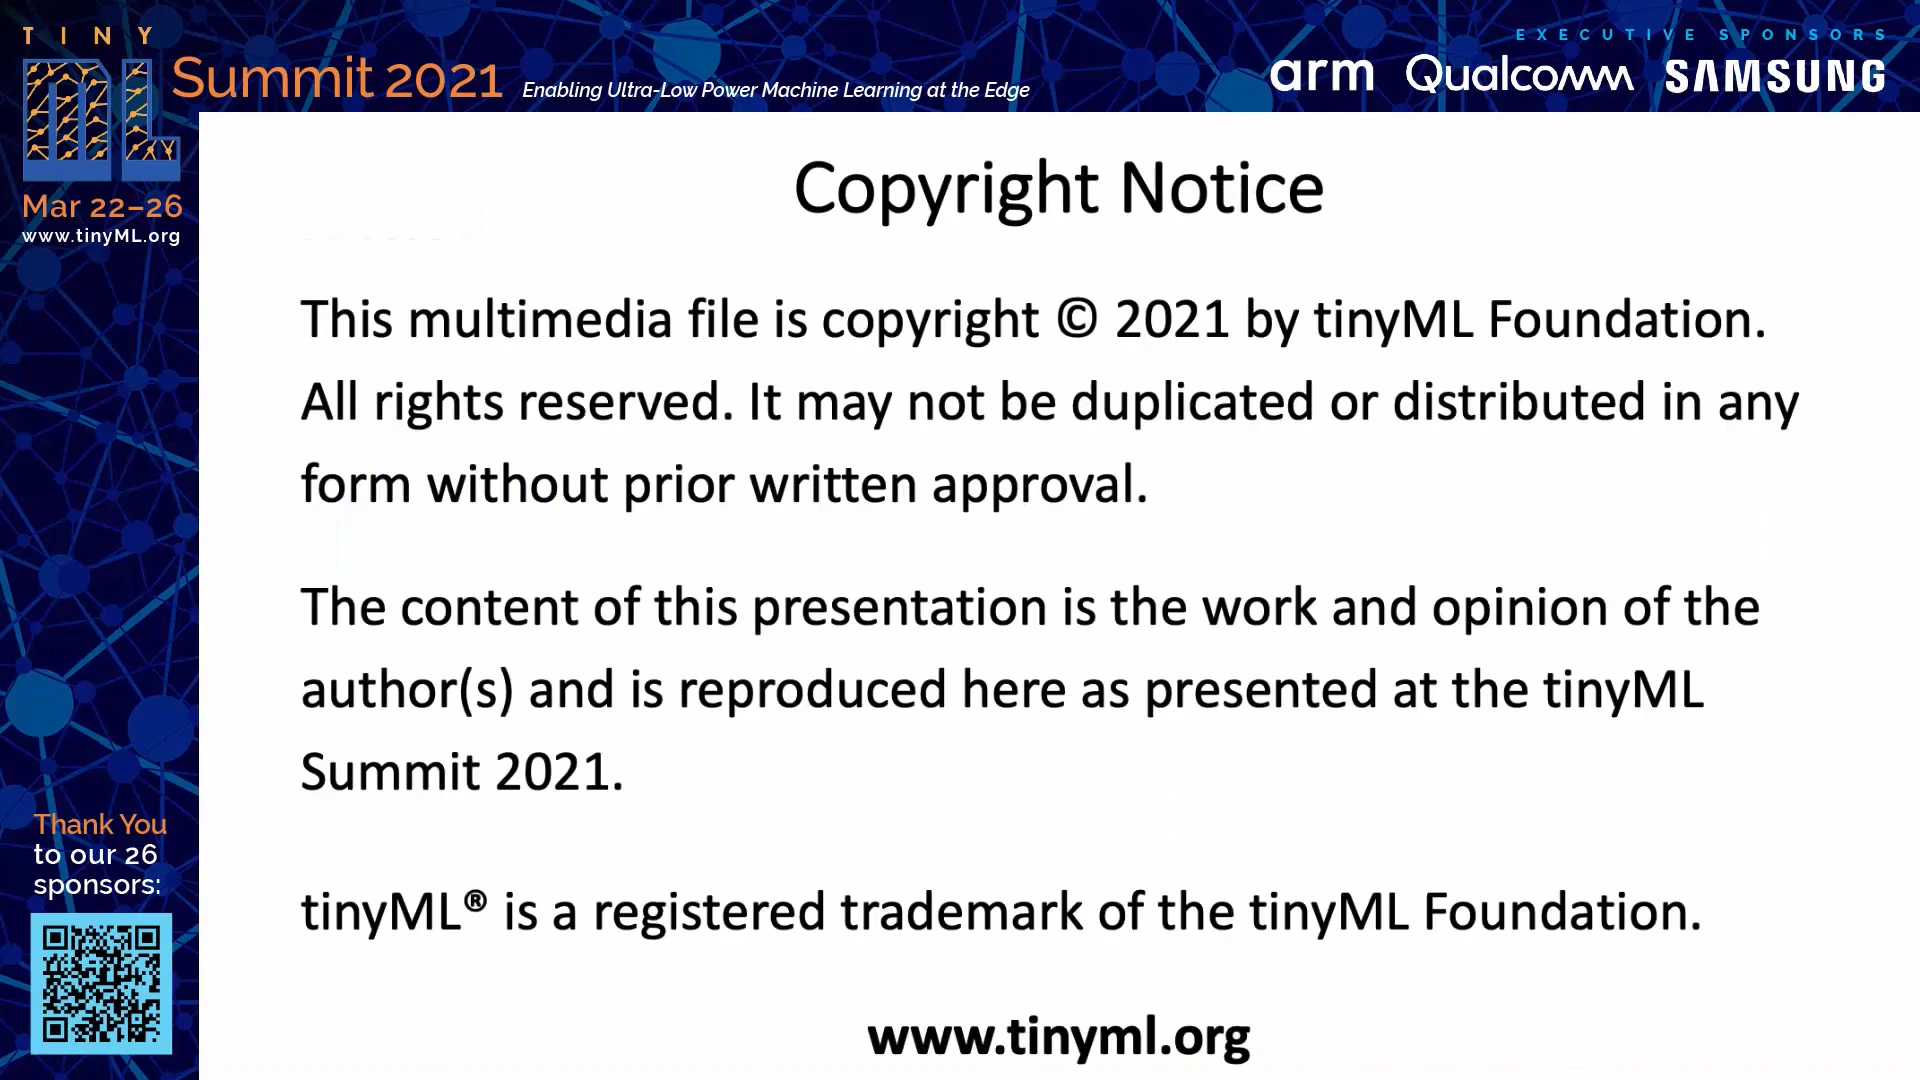 TINY
ML
Summit 2021
Enabling Ultra-Low Power Machine Learning at the Edge
EXECUTIVE SPONSORS
arm Qualcomm SAMSUNG
Mar 22–26
www.tinyML.org
Copyright Notice
This multimedia file is copyright © 2021 by tinyML Foundation.
All rights reserved. It may not be duplicated or distributed in any
form without prior written approval.
The content of this presentation is the work and opinion of the
author(s) and is reproduced here as presented at the tinyML
Summit 2021.
tinyML® is a registered trademark of the tinyML Foundation.
www.tinyml.org
Thank You
to our 26
sponsors: